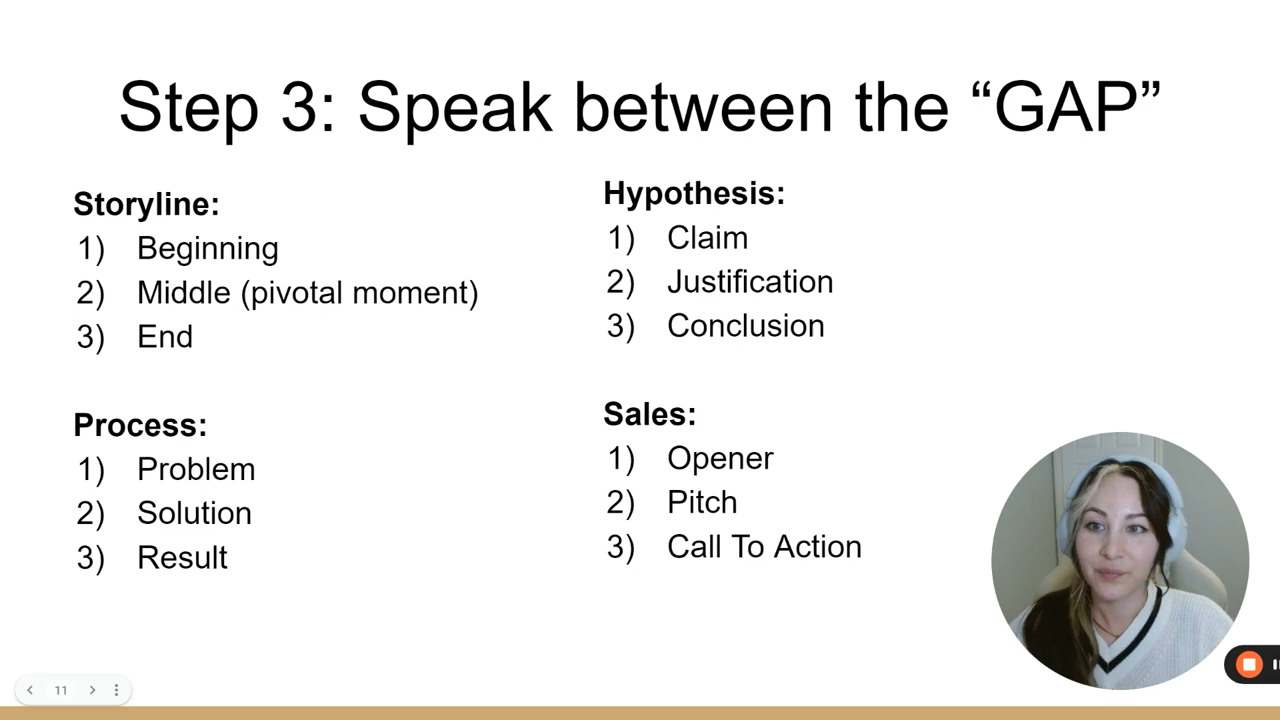 Step 3: Speak between the “GAP”
Storyline:
1) Beginning
2) Middle (pivotal moment)
3) End
Process:
1) Problem
2) Solution
3) Result
Hypothesis:
1) Claim
2) Justification
3) Conclusion
Sales:
1) Opener
2) Pitch
3) Call To Action
11